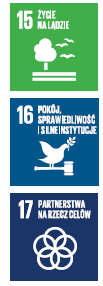 15 ŻYCIE
NA LĄDZIE
16 POKÓJ,
SPRAWIEDLIWOŚĆ
I SILNE INSTYTUCJE
17 PARTNERSTWA
NA RZECZ CELÓW